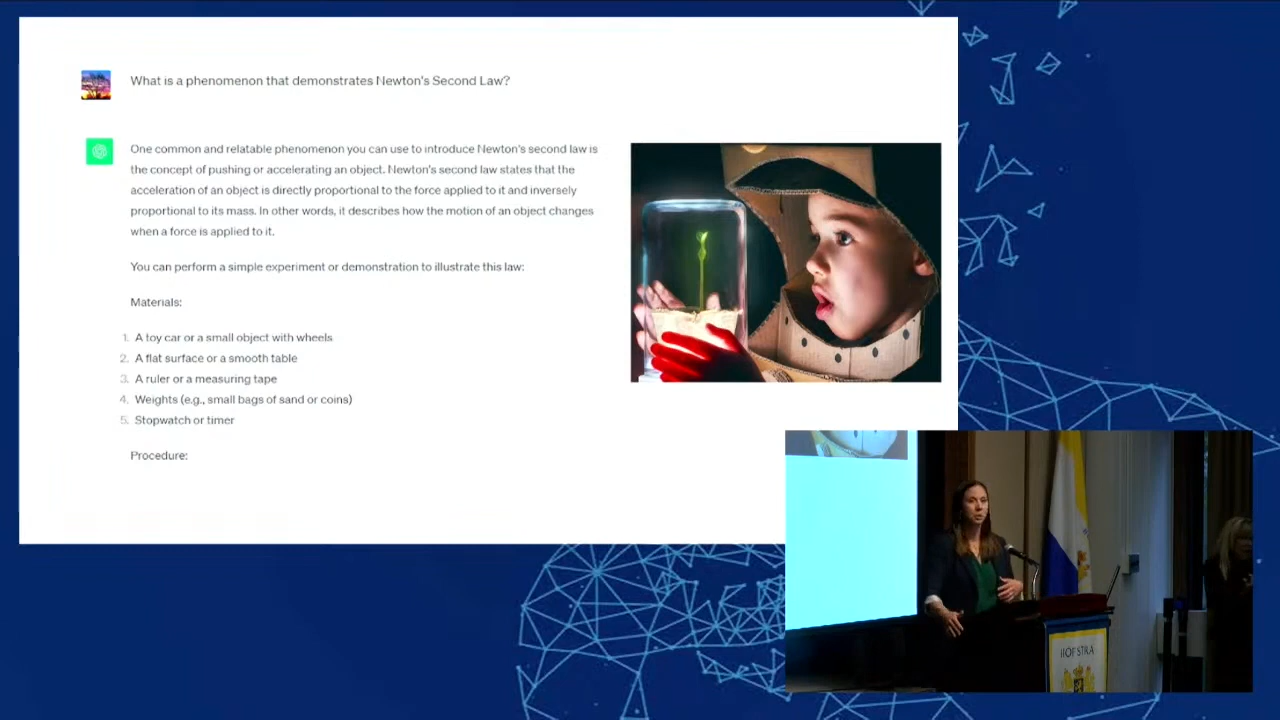 What is a phenomenon that demonstrates Newton's Second Law?
One common and relatable phenomenon you can use to introduce Newton's second law is
the concept of pushing or accelerating an object. Newton's second law states that the
acceleration of an object is directly proportional to the force applied to it and inversely
proportional to its mass. In other words, it describes how the motion of an object changes
when a force is applied to it.
You can perform a simple experiment or demonstration to illustrate this law:
Materials:
1. A toy car or a small object with wheels
2. A flat surface or a smooth table
3. A ruler or a measuring tape
4. Weights (e.g., small bags of sand or coins)
5. Stopwatch or timer
Procedure:
HOFSTRA